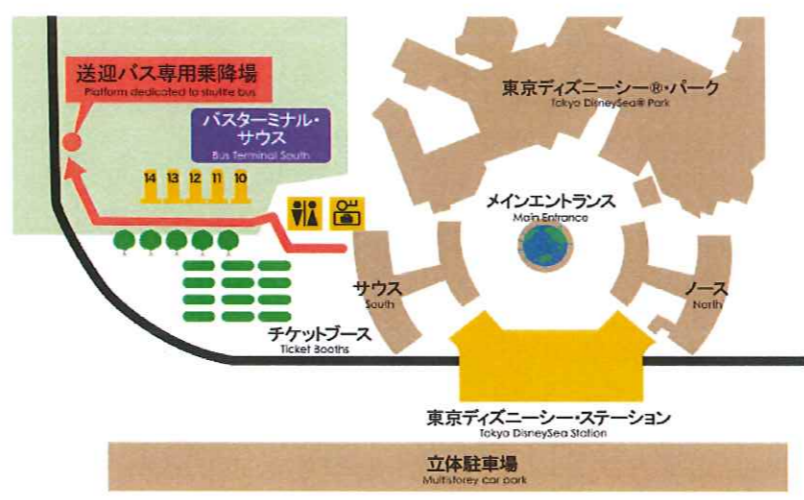 送迎バス専用乗降場
Platform dedicated to shuttle bus
バスターミナル・
サウス
Bus Terminal South
14 13 12 11 10
東京ディズニーシー®・パーク
Tokyo DisneySea® Park
メインエントランス
Main Entrance
サウス
South
ノース
North
チケットブース
Ticket Booths
東京ディズニーシー・ステーション
Tokyo DisneySea Station
立体駐車場
Multistorey car park